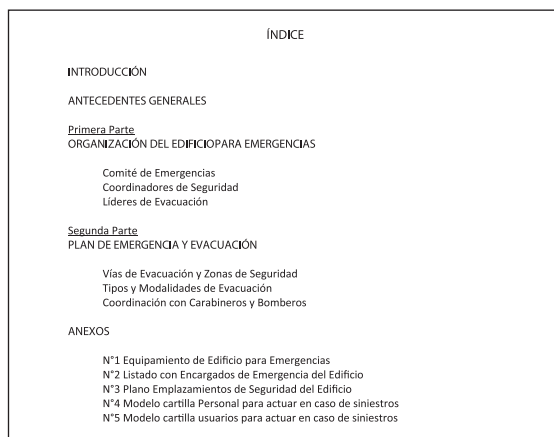 ÍNDICE
INTRODUCCIÓN
ANTECEDENTES GENERALES
Primera Parte
ORGANIZACIÓN DEL EDIFICIOPARA EMERGENCIAS
Comité de Emergencias
Coordinadores de Seguridad
Líderes de Evacuación
Segunda Parte
PLAN DE EMERGENCIA Y EVACUACIÓN
Vías de Evacuación y Zonas de Seguridad
Tipos y Modalidades de Evacuación
Coordinación con Carabineros y Bomberos
ANEXOS
N°1 Equipamiento de Edificio para Emergencias
N°2 Listado con Encargados de Emergencia del Edificio
N°3 Plano Emplazamientos de Seguridad del Edificio
N°4 Modelo cartilla Personal para actuar en caso de siniestros
N°5 Modelo cartilla usuarios para actuar en caso de siniestros